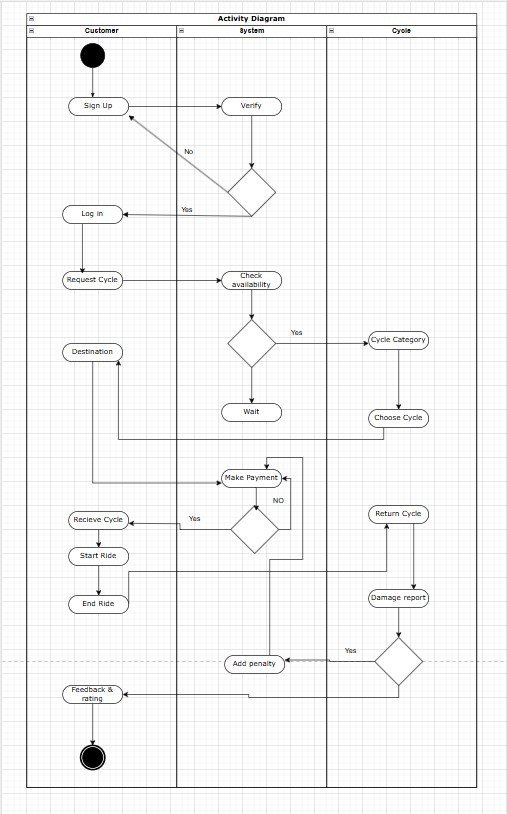 Activity Diagram
Customer
System
Cycle
Sign Up
Verify
No
Yes
Log in
Request Cycle
Check
availability
Yes
Cycle Category
Destination
Wait
Choose Cycle
Make Payment
NO
Return Cycle
Yes
Recieve Cycle
Start Ride
End Ride
Damage report
Yes
Add penalty
Feedback &
rating